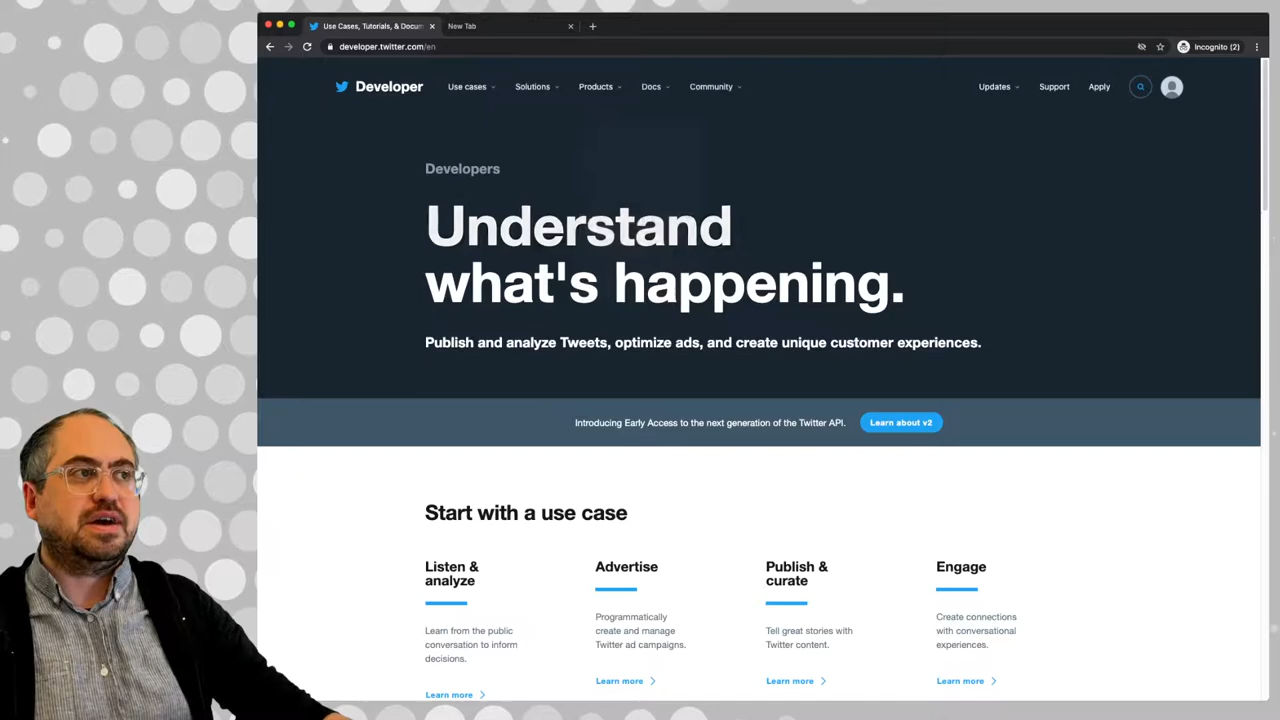 Use Cases, Tutorials, & Docum
New Tab
developer.twitter.com/en
Incognito (2)
Developer
Use cases
Solutions
Products
Docs
Community
Updates
Support
Apply
Developers
Understand
what's happening.
Publish and analyze Tweets, optimize ads, and create unique customer experiences.
Introducing Early Access to the next generation of the Twitter API.
Learn about v2
Start with a use case
Listen &
analyze
Learn from the public
conversation to inform
decisions.
Learn more
Advertise
Programmatically
create and manage
Twitter ad campaigns.
Learn more
Publish &
curate
Tell great stories with
Twitter content.
Learn more
Engage
Create connections
with conversational
experiences.
Learn more